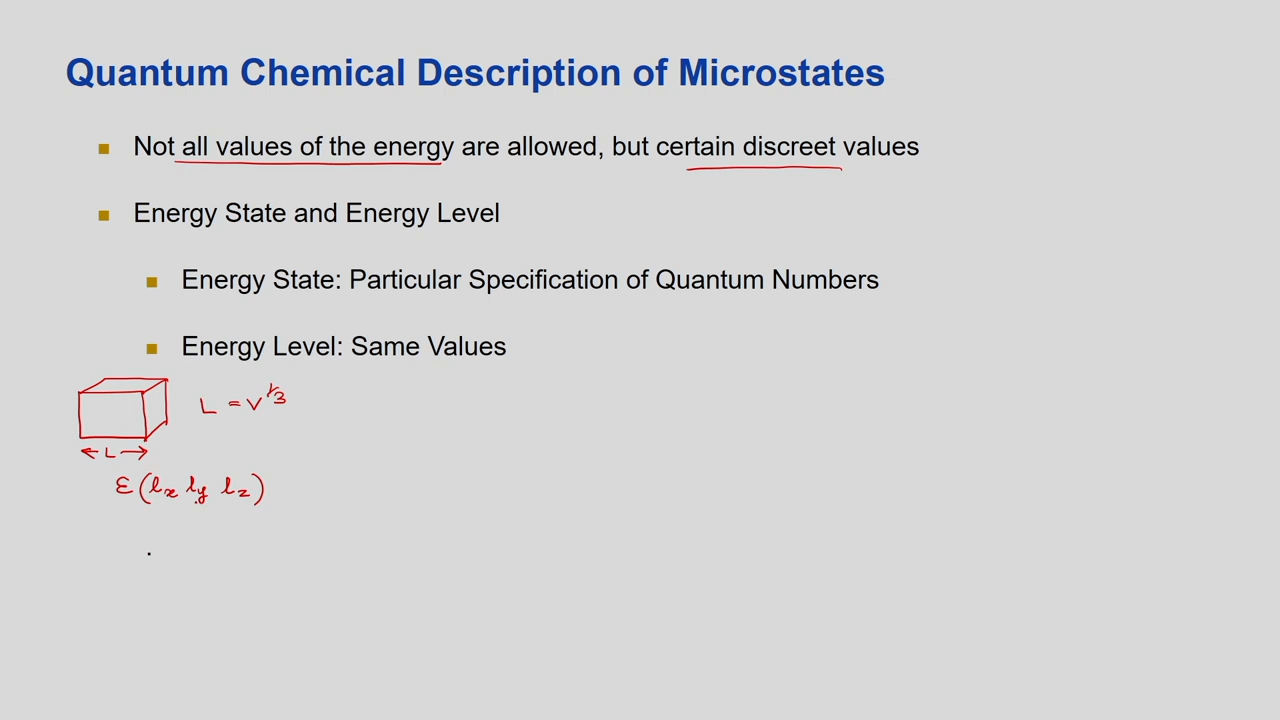 Quantum Chemical Description of Microstates
Not all values of the energy are allowed, but certain discreet values
Energy State and Energy Level
Energy State: Particular Specification of Quantum Numbers
Energy Level: Same Values
L = V^1/3
L
ε(lx ly lz)